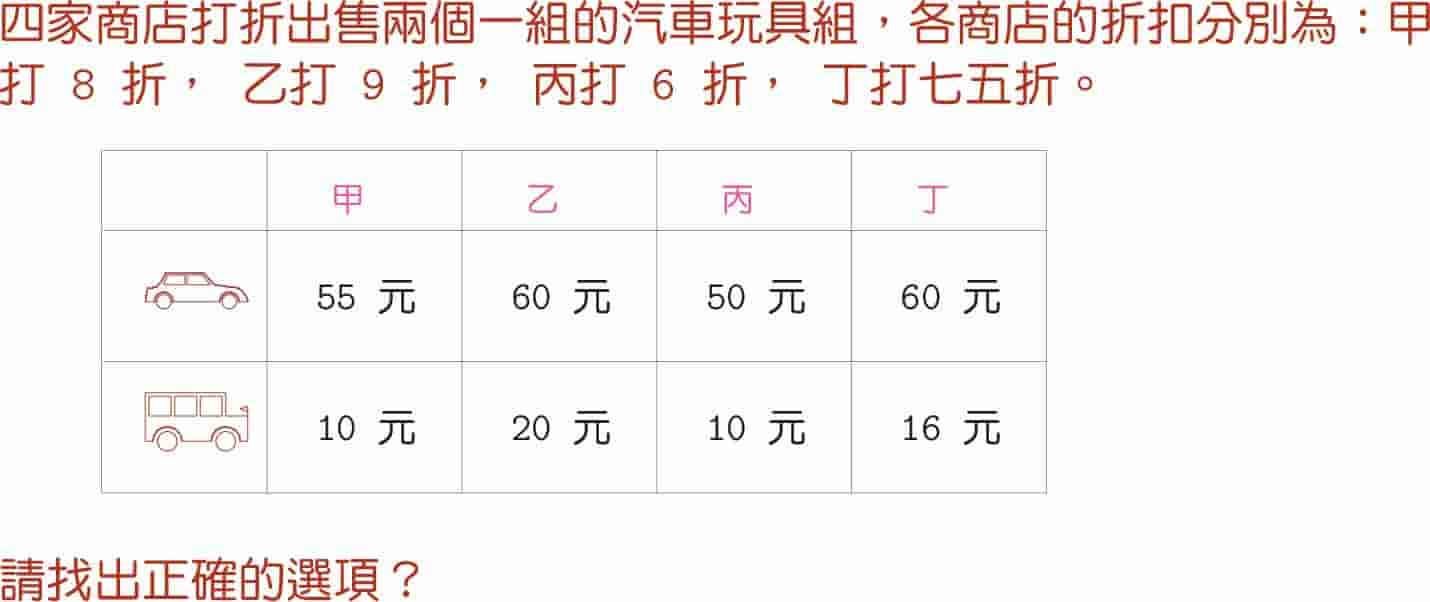 四家商店打折出售兩個一組的汽車玩具組，各商店的折扣分別為：甲
打 8 折， 乙打 9 折， 丙打 6 折， 丁打七五折。
甲 乙 丙 丁
55 元 60 元 50 元 60 元
10 元 20 元 10 元 16 元
請找出正確的選項？